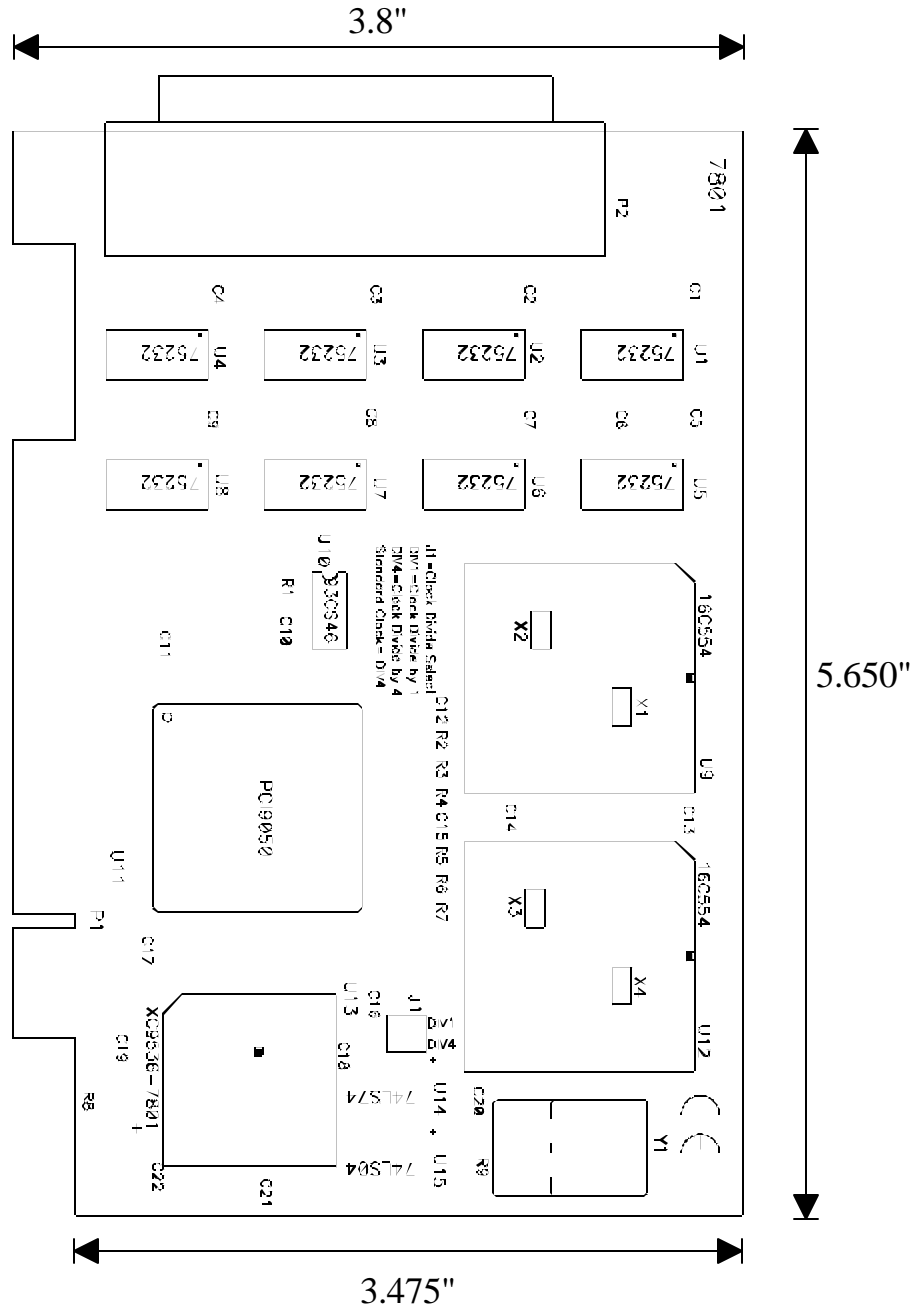 3.8"
7801
P2
C4
C3
C2
C1
75232
U4
75232
U3
75232
U2
75232
U1
C9
C8
C7
C6
C5
75232
U8
75232
U7
75232
U6
75232
U5
U10
93CS46
R1
C10
C11
J1=Clock Divide Select
DIV1=Clock Divide by 1
DIV4=Clock Divide by 4
Standard Clock= DIV4
X2
16C554
X1
U9
5.650"
C12 R2 R3 R4 C15 R5 R6 R7
PCI9050
C14
C13
U11
16C554
X3
P1
C17
X4
U13
C16
J1
DIV1
DIV4
+
U12
XC9536-7801
C19
C18
R8
74LS74
U14
C20
Y1
CE
+
+
74LS04
U15
R9
C22
C21
3.475"